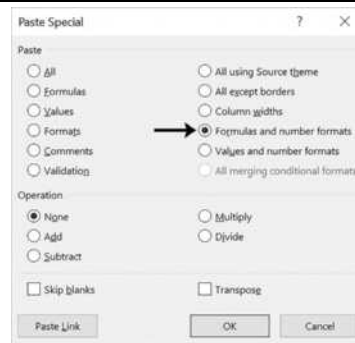 Paste Special ? ×
Paste
All All using Source theme
Formulas All except borders
Values Column widths
Formats Formulas and number formats
Comments Values and number formats
Validation All merging conditional formats
Operation
None Multiply
Add Divide
Subtract
Skip blanks Transpose
Paste Link OK Cancel